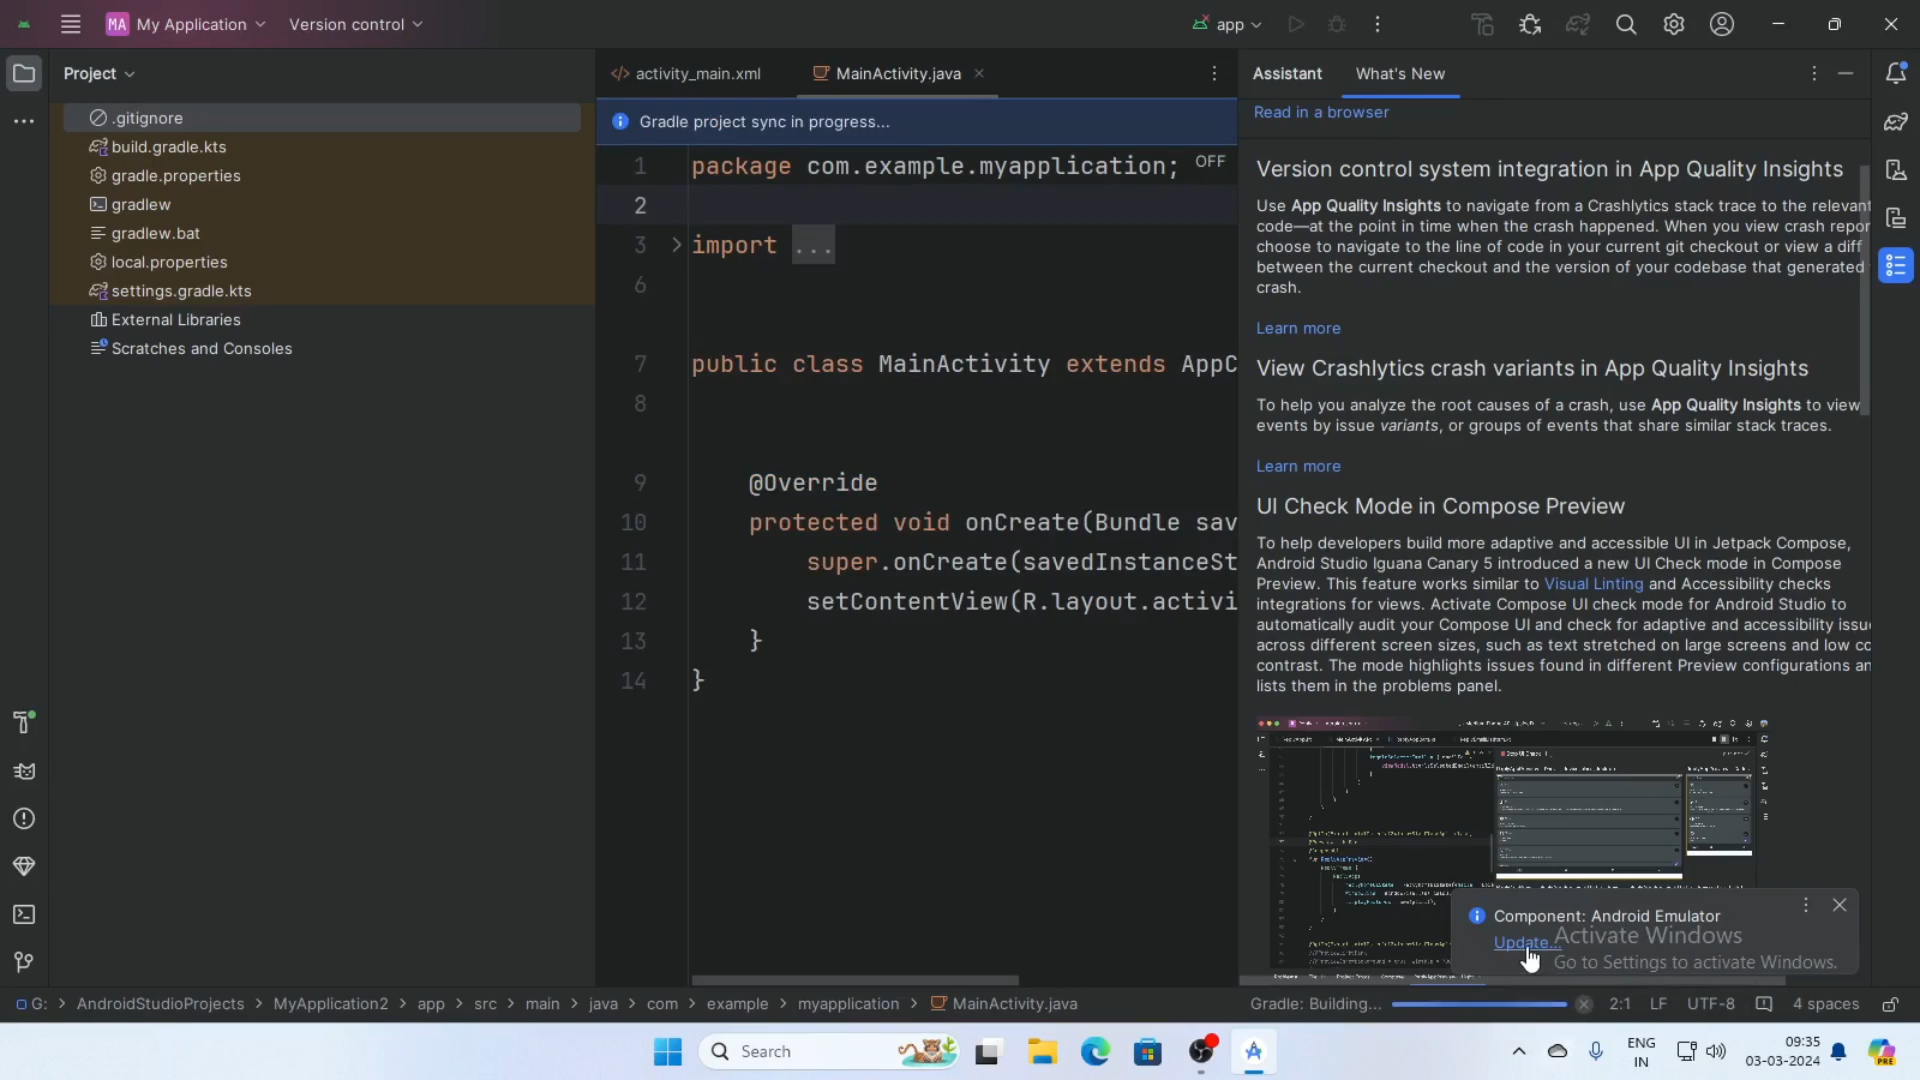 MA My Application Version control app
Project
.gitignore
build.gradle.kts
gradle.properties
gradlew
gradlew.bat
local.properties
settings.gradle.kts
External Libraries
Scratches and Consoles
activity_main.xml MainActivity.java
Gradle project sync in progress...
1 package com.example.myapplication; OFF
2
3 import ...
6
7 public class MainActivity extends AppC
8
9 @Override
10 protected void onCreate(Bundle sav
11 super.onCreate(savedInstanceSt
12 setContentView(R.layout.activi
13 }
14 }
Assistant What's New
Read in a browser
Version control system integration in App Quality Insights
Use App Quality Insights to navigate from a Crashlytics stack trace to the relevant
code—at the point in time when the crash happened. When you view crash repor
choose to navigate to the line of code in your current git checkout or view a diff
between the current checkout and the version of your codebase that generated
crash.
Learn more
View Crashlytics crash variants in App Quality Insights
To help you analyze the root causes of a crash, use App Quality Insights to view
events by issue variants, or groups of events that share similar stack traces.
Learn more
UI Check Mode in Compose Preview
To help developers build more adaptive and accessible UI in Jetpack Compose,
Android Studio Iguana Canary 5 introduced a new UI Check mode in Compose
Preview. This feature works similar to Visual Linting and Accessibility checks
integrations for views. Activate Compose UI check mode for Android Studio to
automatically audit your Compose UI and check for adaptive and accessibility issu
across different screen sizes, such as text stretched on large screens and low co
contrast. The mode highlights issues found in different Preview configurations an
lists them in the problems panel.
Component: Android Emulator
Update...
Activate Windows
Go to Settings to activate Windows.
G: > AndroidStudioProjects > MyApplication2 > app > src > main > java > com > example > myapplication > MainActivity.java
Gradle: Building... 2:1 LF UTF-8 4 spaces
Search
ENG
IN
09:35
03-03-2024
PRE